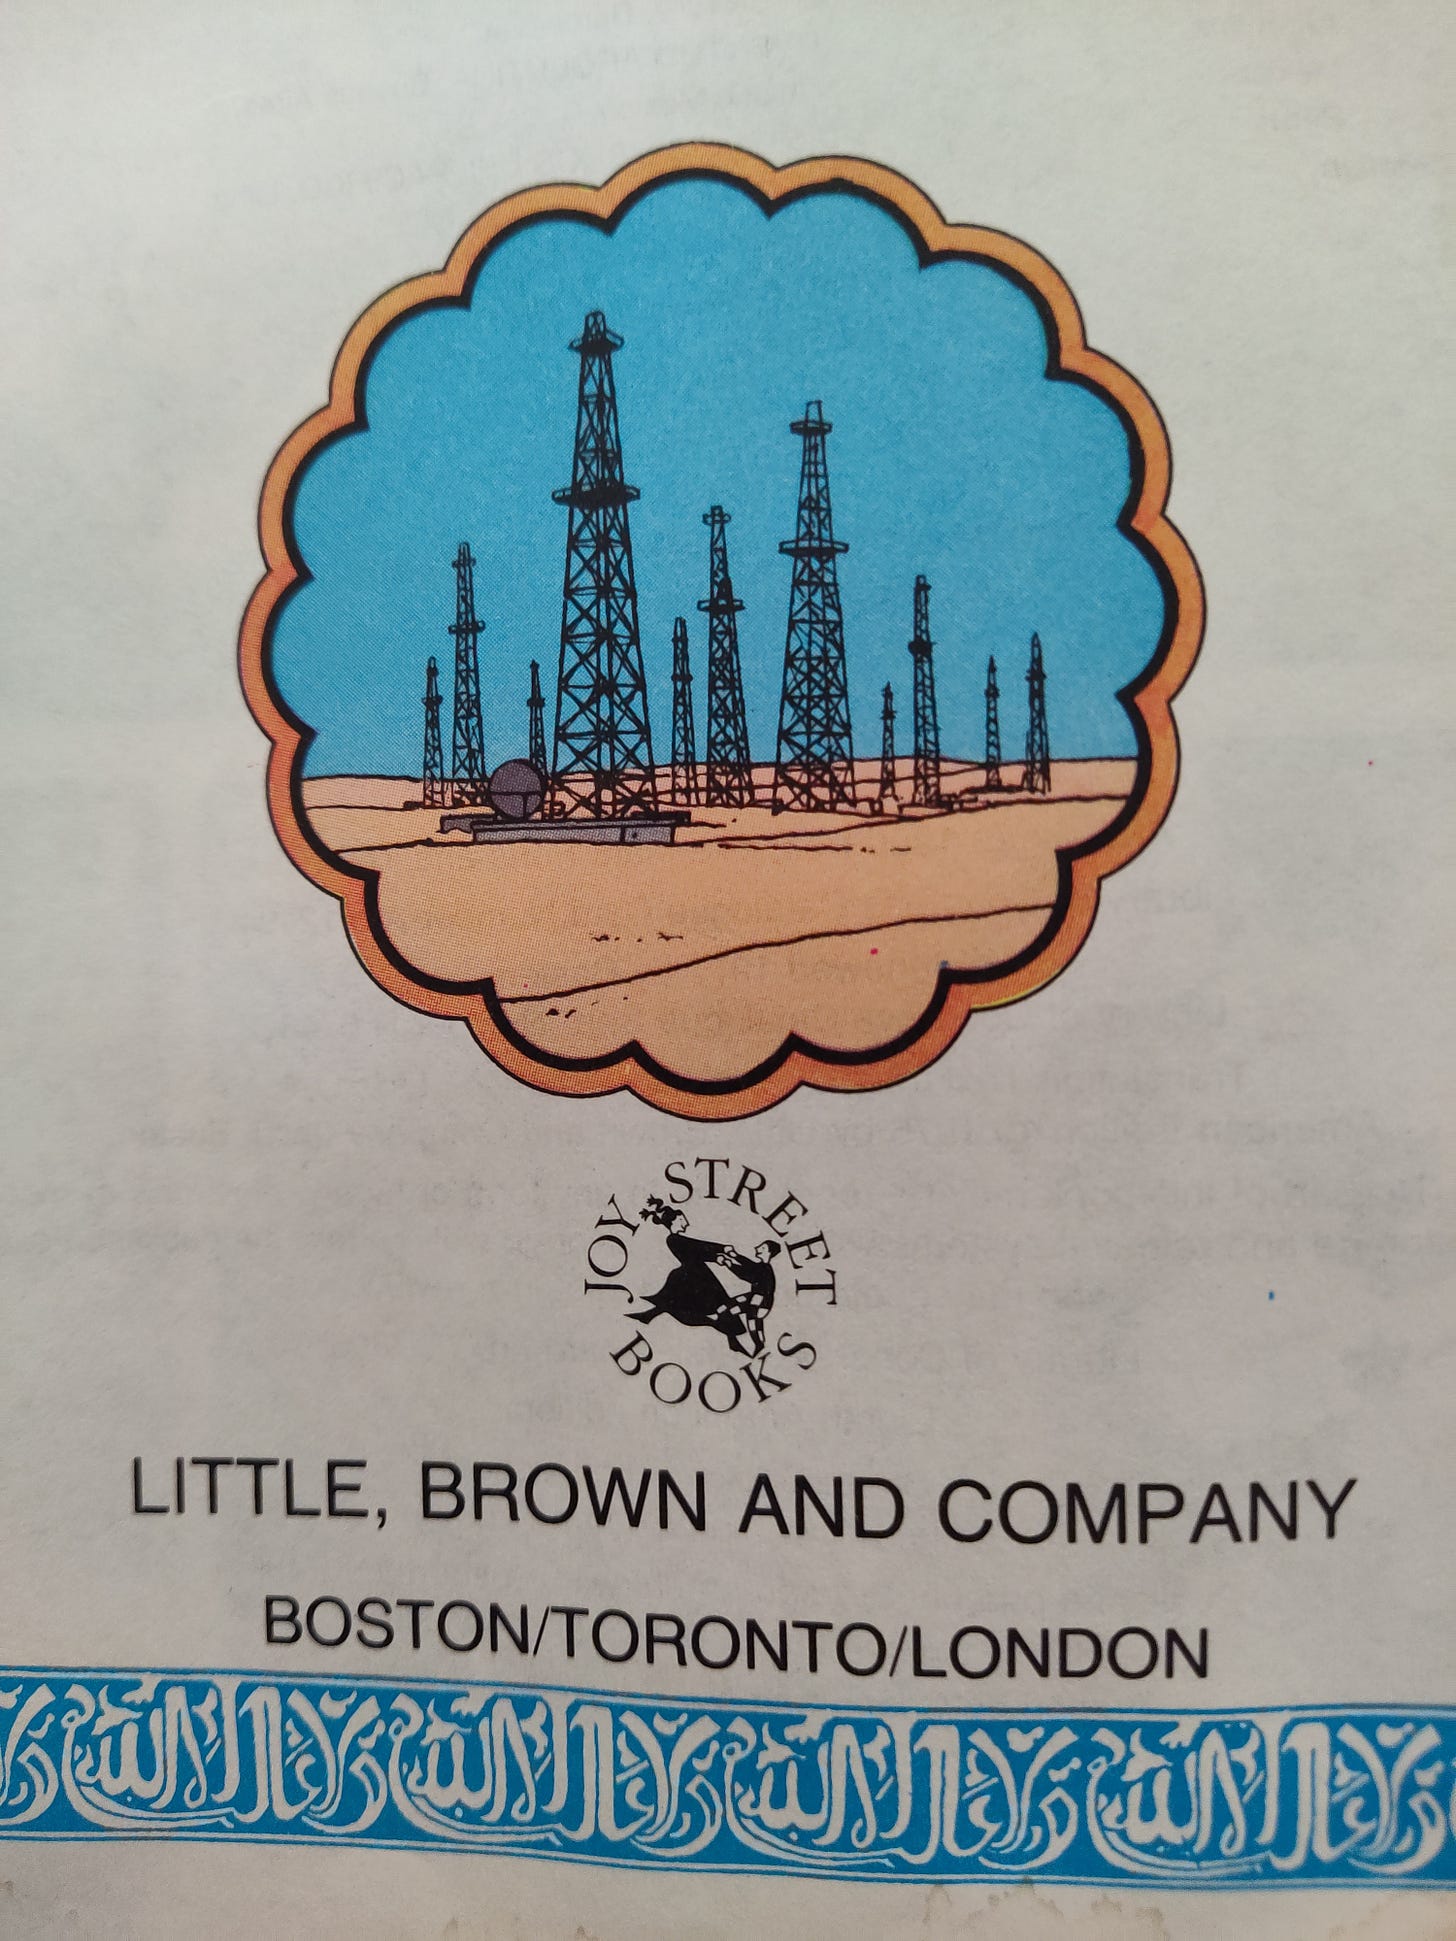 JOY STREET
BOOKS
LITTLE, BROWN AND COMPANY
BOSTON/TORONTO/LONDON